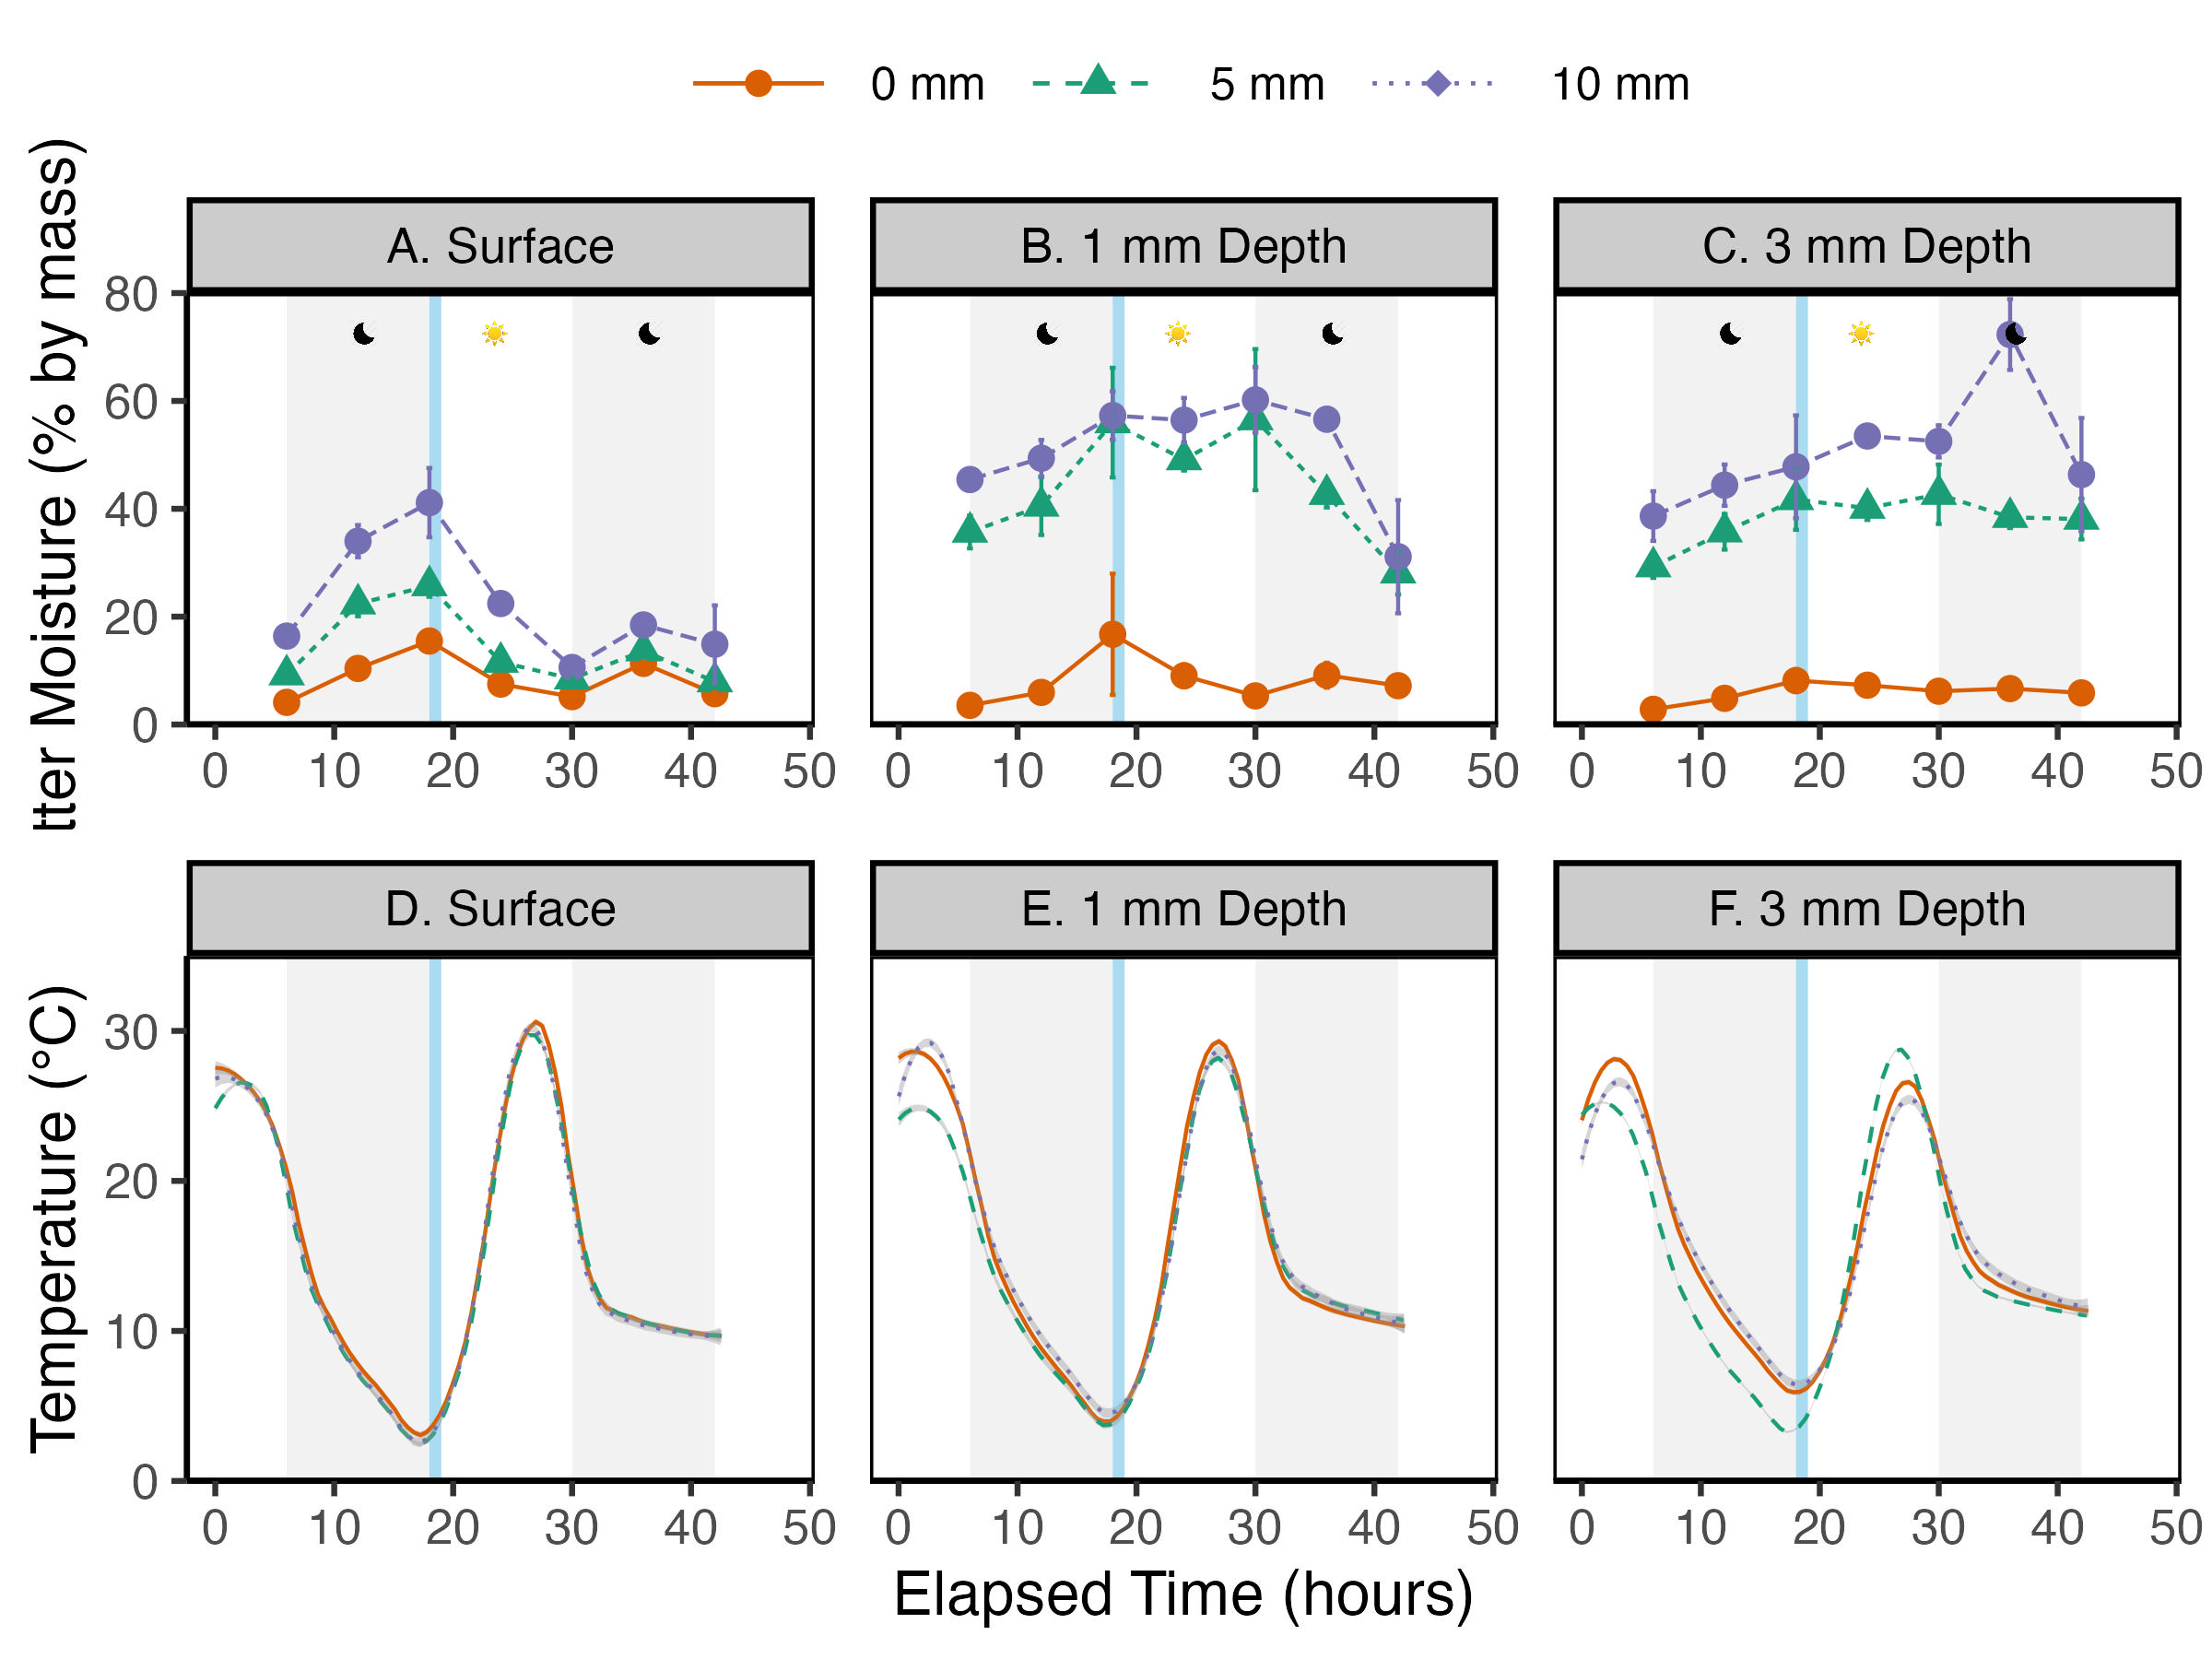 0 mm 5 mm 10 mm
A. Surface B. 1 mm Depth C. 3 mm Depth
tter Moisture (% by mass)
80
60
40
20
0
0 10 20 30 40 50 0 10 20 30 40 50 0 10 20 30 40 50
D. Surface E. 1 mm Depth F. 3 mm Depth
Temperature (°C)
30
20
10
0
0 10 20 30 40 50 0 10 20 30 40 50 0 10 20 30 40 50
Elapsed Time (hours)